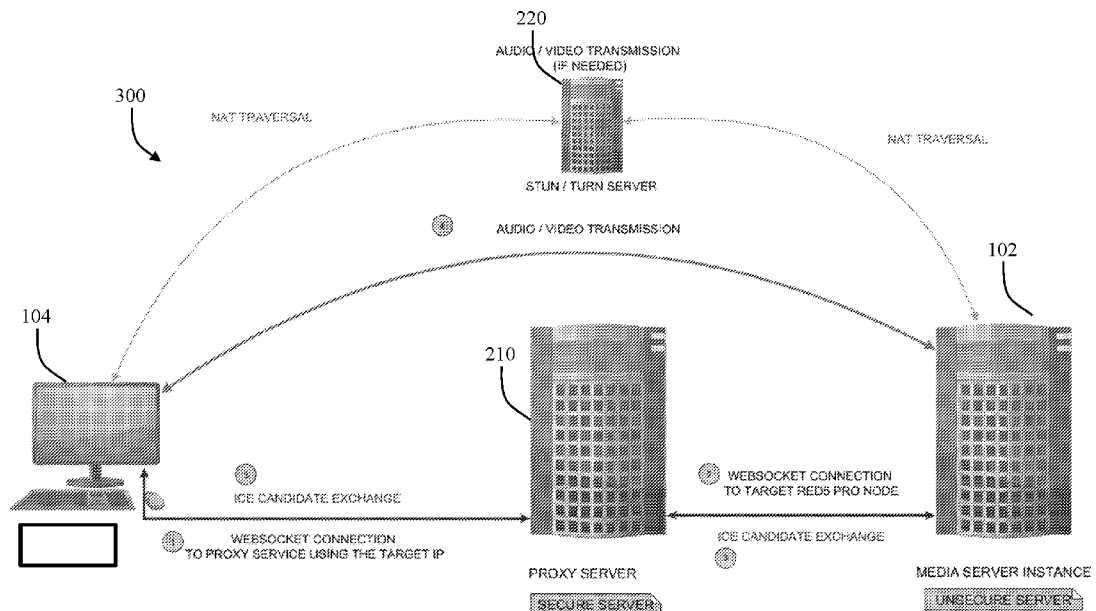 220
AUDIO / VIDEO TRANSMISSION
(IF NEEDED)
300
NAT TRAVERSAL
NAT TRAVERSAL
STUN / TURN SERVER
AUDIO / VIDEO TRANSMISSION
102
104
210
ICE CANDIDATE EXCHANGE
WEBSOCKET CONNECTION
TO TARGET RED5 PRO NODE
WEBSOCKET CONNECTION
TO PROXY SERVICE USING THE TARGET IP
ICE CANDIDATE EXCHANGE
PROXY SERVER
MEDIA SERVER INSTANCE
SECURE SERVER
UNSECURE SERVER